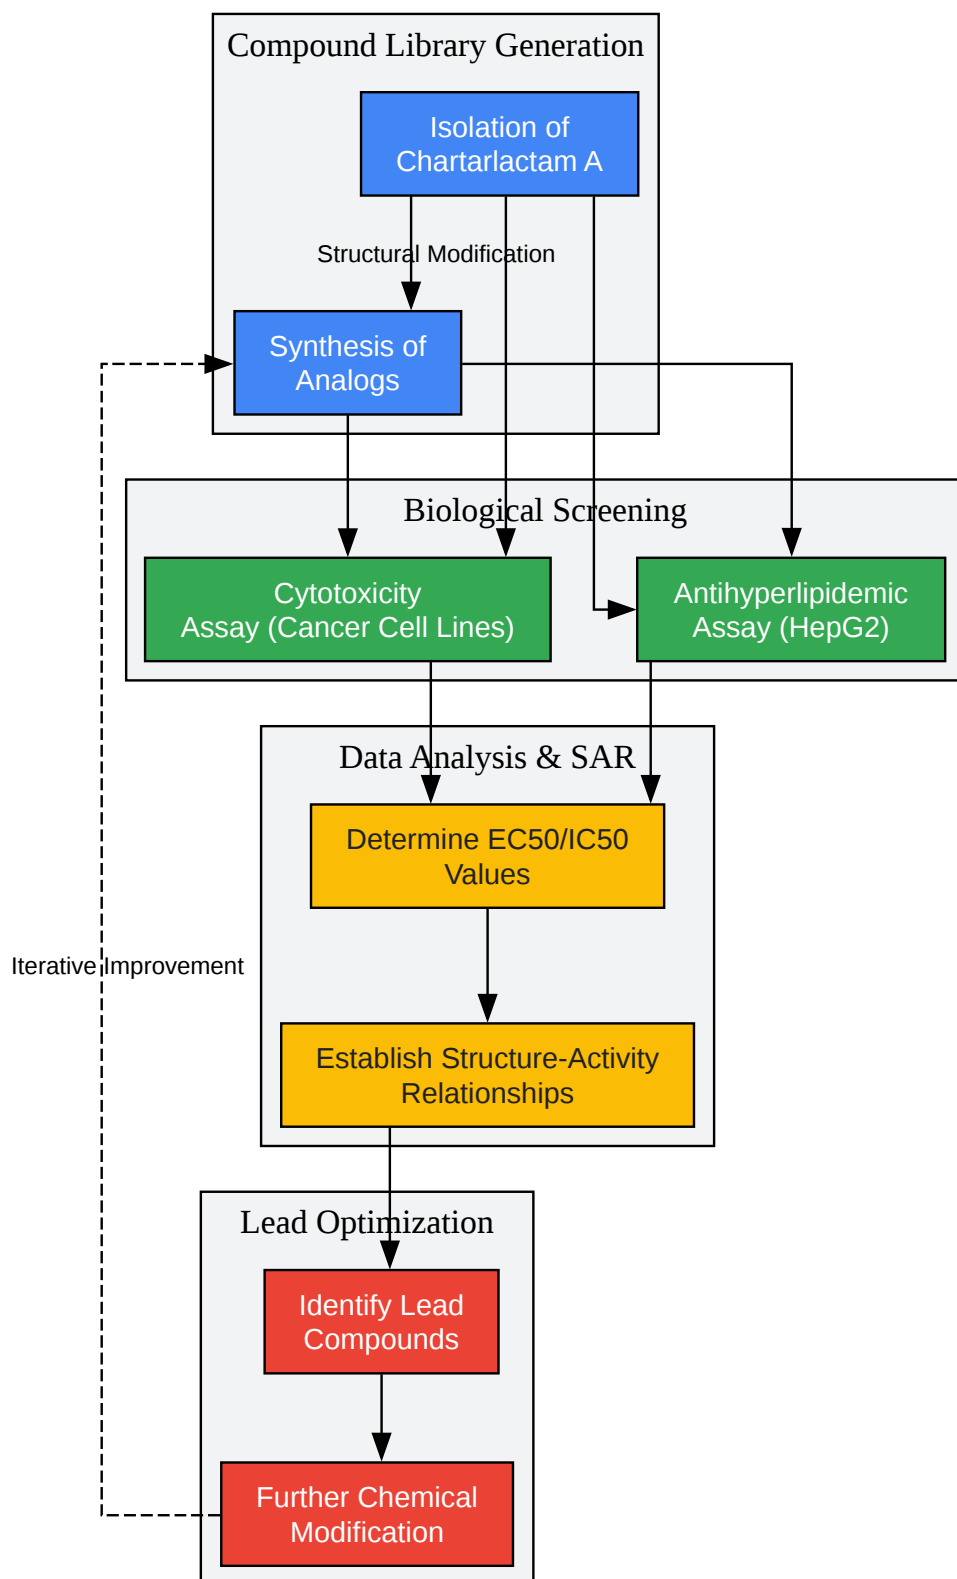 Compound Library Generation
Isolation of
Chartarlactam A
Structural Modification
Synthesis of
Analogs
Biological Screening
Cytotoxicity
Assay (Cancer Cell Lines)
Antihyperlipidemic
Assay (HepG2)
Data Analysis & SAR
Determine EC50/IC50
Values
Iterative Improvement
Establish Structure-Activity
Relationships
Lead Optimization
Identify Lead
Compounds
Further Chemical
Modification